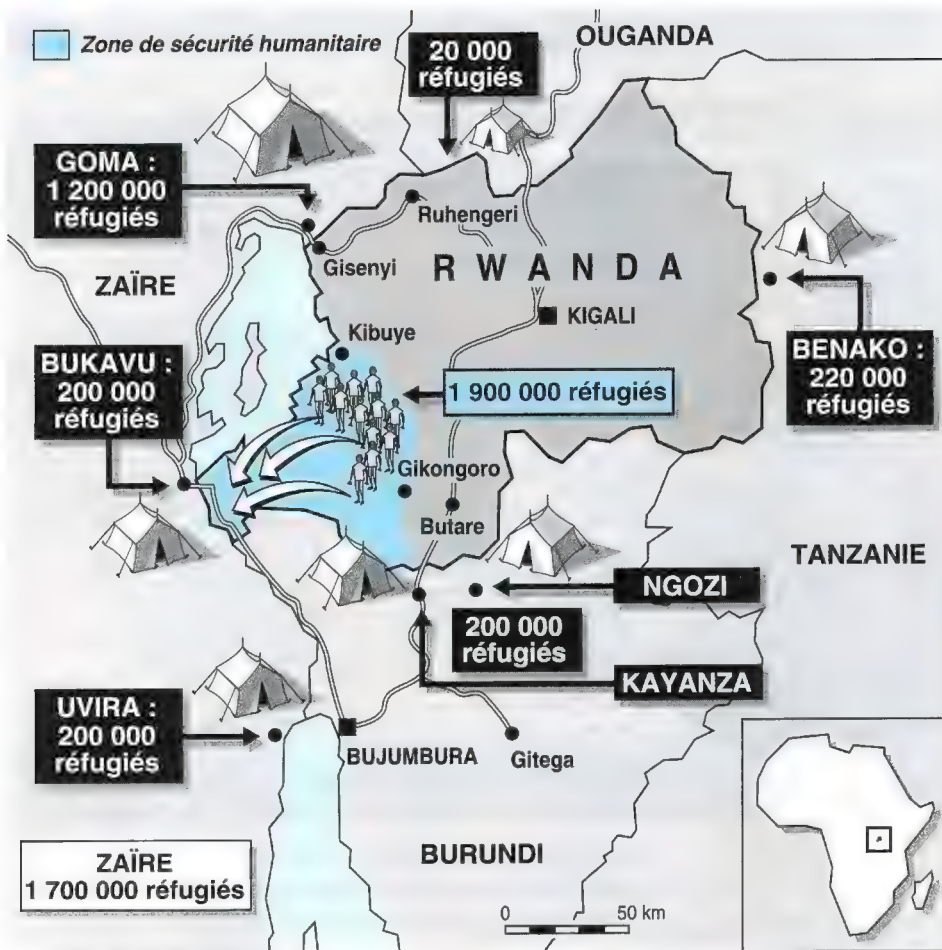 Zone de sécurité humanitaire
20 000
réfugiés
OUGANDA
GOMA :
1 200 000
réfugiés
Ruhengeri
Gisenyi
RWANDA
ZAÏRE
KIGALI
Kibuye
BUKAVU :
200 000
réfugiés
1 900 000 réfugiés
BENAKO :
220 000
réfugiés
Gikongoro
Butare
TANZANIE
NGOZI
200 000
réfugiés
KAYANZA
UVIRA :
200 000
réfugiés
BUJUMBURA
Gitega
ZAÏRE
1 700 000 réfugiés
BURUNDI
0 50 km